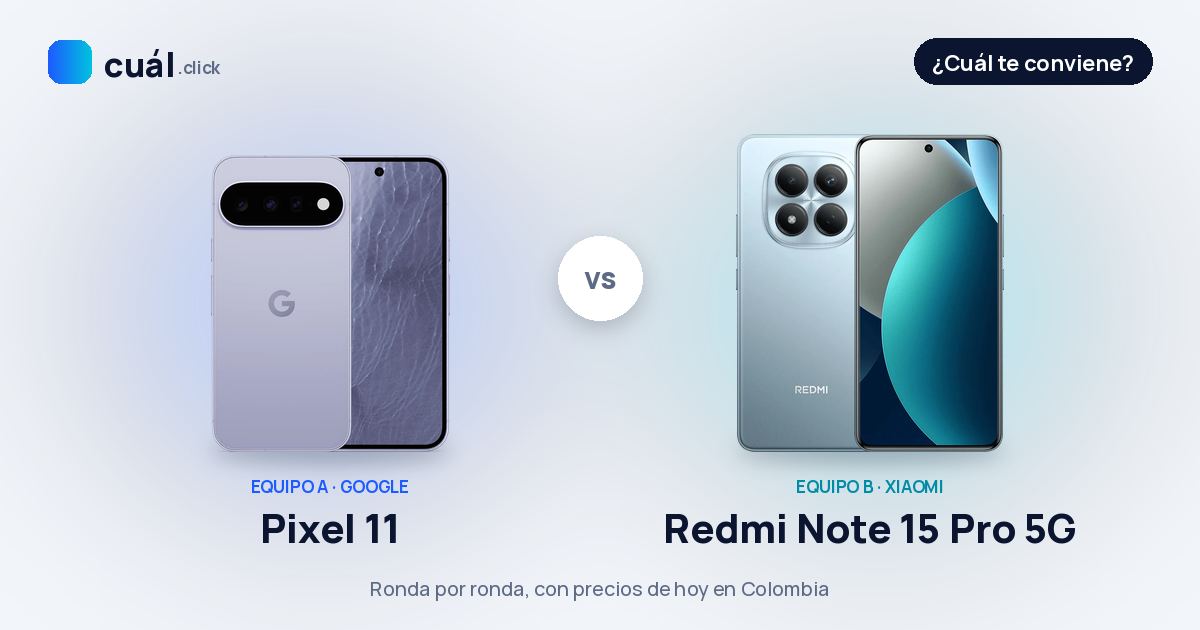 cuál.click
¿Cuál te conviene?
G
REDMI
VS
EQUIPO A · GOOGLE
Pixel 11
EQUIPO B · XIAOMI
Redmi Note 15 Pro 5G
Ronda por ronda, con precios de hoy en Colombia